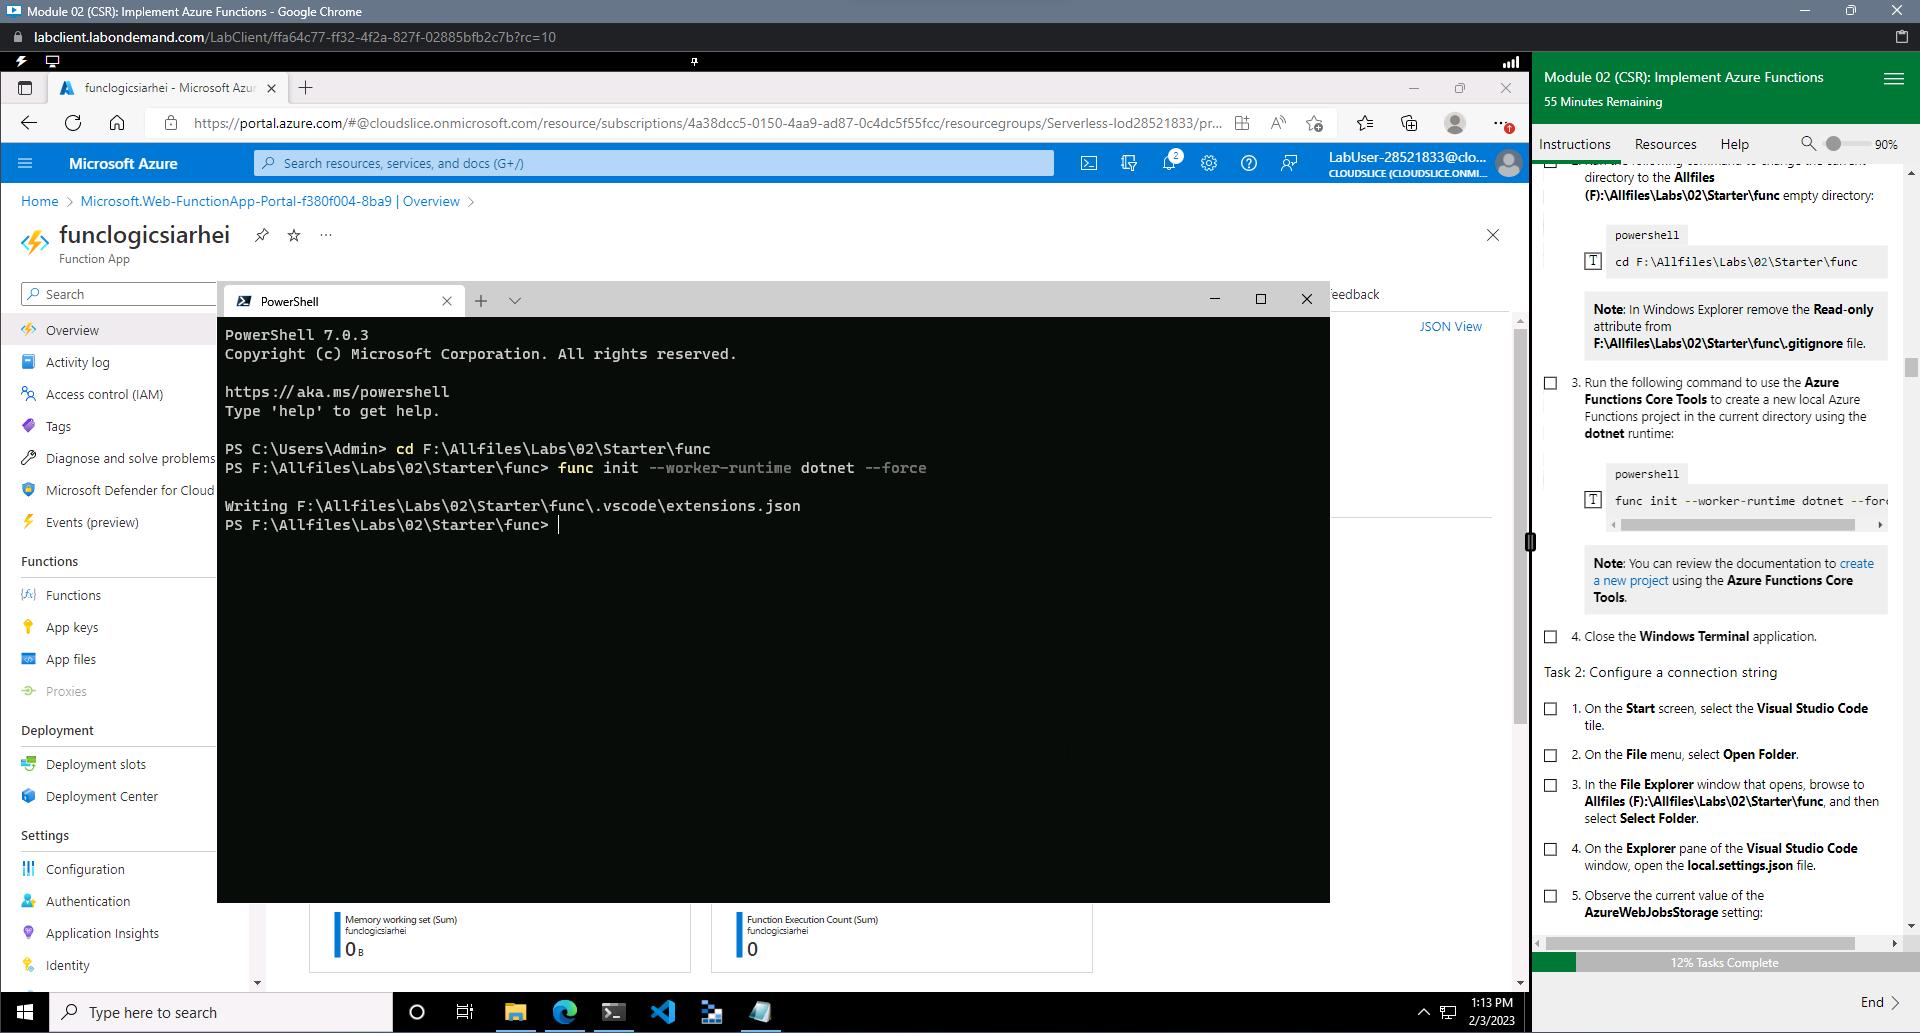 Module 02 (CSR): Implement Azure Functions - Google Chrome
labclient.labondemand.com/LabClient/ffa64c77-ff32-4f2a-827f-02885bfb2c7b?rc=10
funclogicsiarhei - Microsoft Azur
https://portal.azure.com/#@cloudslice.onmicrosoft.com/resource/subscriptions/4a38dcc5-0150-4aa9-ad87-0c4dc5f55fcc/resourcegroups/Serverless-lod28521833/pr...
Microsoft Azure
Search resources, services, and docs (G+/)
2
LabUser-28521833@clo...
CLOUDSLICE (CLOUDSLICE.ONMI...
Home > Microsoft.Web-FunctionApp-Portal-f380f004-8ba9 | Overview >
funclogicsiarhei
Function App
Search
Overview
Activity log
Access control (IAM)
Tags
Diagnose and solve problems
Microsoft Defender for Cloud
Events (preview)
Functions
Functions
App keys
App files
Proxies
Deployment
Deployment slots
Deployment Center
Settings
Configuration
Authentication
Application Insights
Identity
eedback
JSON View
PowerShell
PowerShell 7.0.3
Copyright (c) Microsoft Corporation. All rights reserved.
https://aka.ms/powershell
Type 'help' to get help.
PS C:\Users\Admin> cd F:\Allfiles\Labs\02\Starter\func
PS F:\Allfiles\Labs\02\Starter\func> func init --worker-runtime dotnet --force
Writing F:\Allfiles\Labs\02\Starter\func\.vscode\extensions.json
PS F:\Allfiles\Labs\02\Starter\func>
Memory working set (Sum)
funclogicsiarhei
0 B
Function Execution Count (Sum)
funclogicsiarhei
0
Type here to search
1:13 PM
2/3/2023
Module 02 (CSR): Implement Azure Functions
55 Minutes Remaining
Instructions Resources Help
90%
directory to the Allfiles
(F):\Allfiles\Labs\02\Starter\func empty directory:
powershell
T cd F:\Allfiles\Labs\02\Starter\func
Note: In Windows Explorer remove the Read-only
attribute from
F:\Allfiles\Labs\02\Starter\func\.gitignore file.
3. Run the following command to use the Azure
Functions Core Tools to create a new local Azure
Functions project in the current directory using the
dotnet runtime:
powershell
T func init --worker-runtime dotnet --forc
Note: You can review the documentation to create
a new project using the Azure Functions Core
Tools.
4. Close the Windows Terminal application.
Task 2: Configure a connection string
1. On the Start screen, select the Visual Studio Code
tile.
2. On the File menu, select Open Folder.
3. In the File Explorer window that opens, browse to
Allfiles (F):\Allfiles\Labs\02\Starter\func, and then
select Select Folder.
4. On the Explorer pane of the Visual Studio Code
window, open the local.settings.json file.
5. Observe the current value of the
AzureWebJobsStorage setting:
12% Tasks Complete
End >